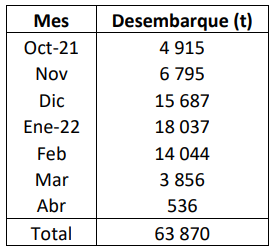 Mes Desembarque (t)
Oct-21 4 915
Nov 6 795
Dic 15 687
Ene-22 18 037
Feb 14 044
Mar 3 856
Abr 536
Total 63 870